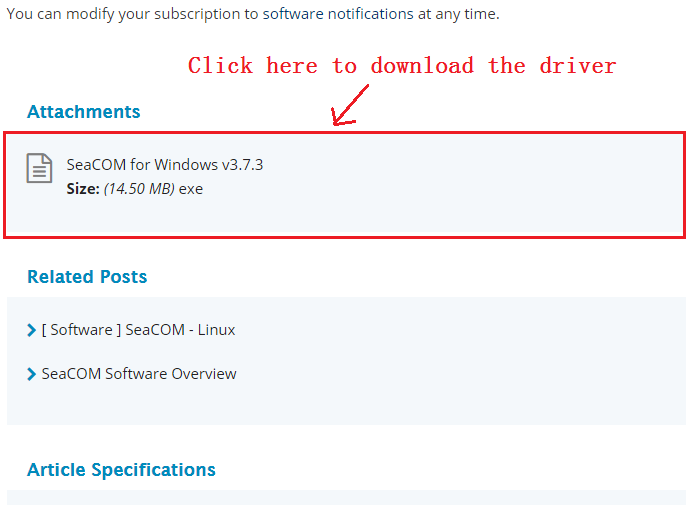 You can modify your subscription to software notifications at any time.
Click here to download the driver
Attachments
SeaCOM for Windows v3.7.3
Size: (14.50 MB) exe
Related Posts
[ Software ] SeaCOM - Linux
SeaCOM Software Overview
Article Specifications